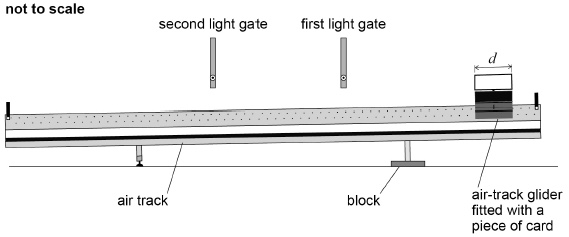 not to scale
second light gate
first light gate
d
air track
block
air-track glider
fitted with a
piece of card